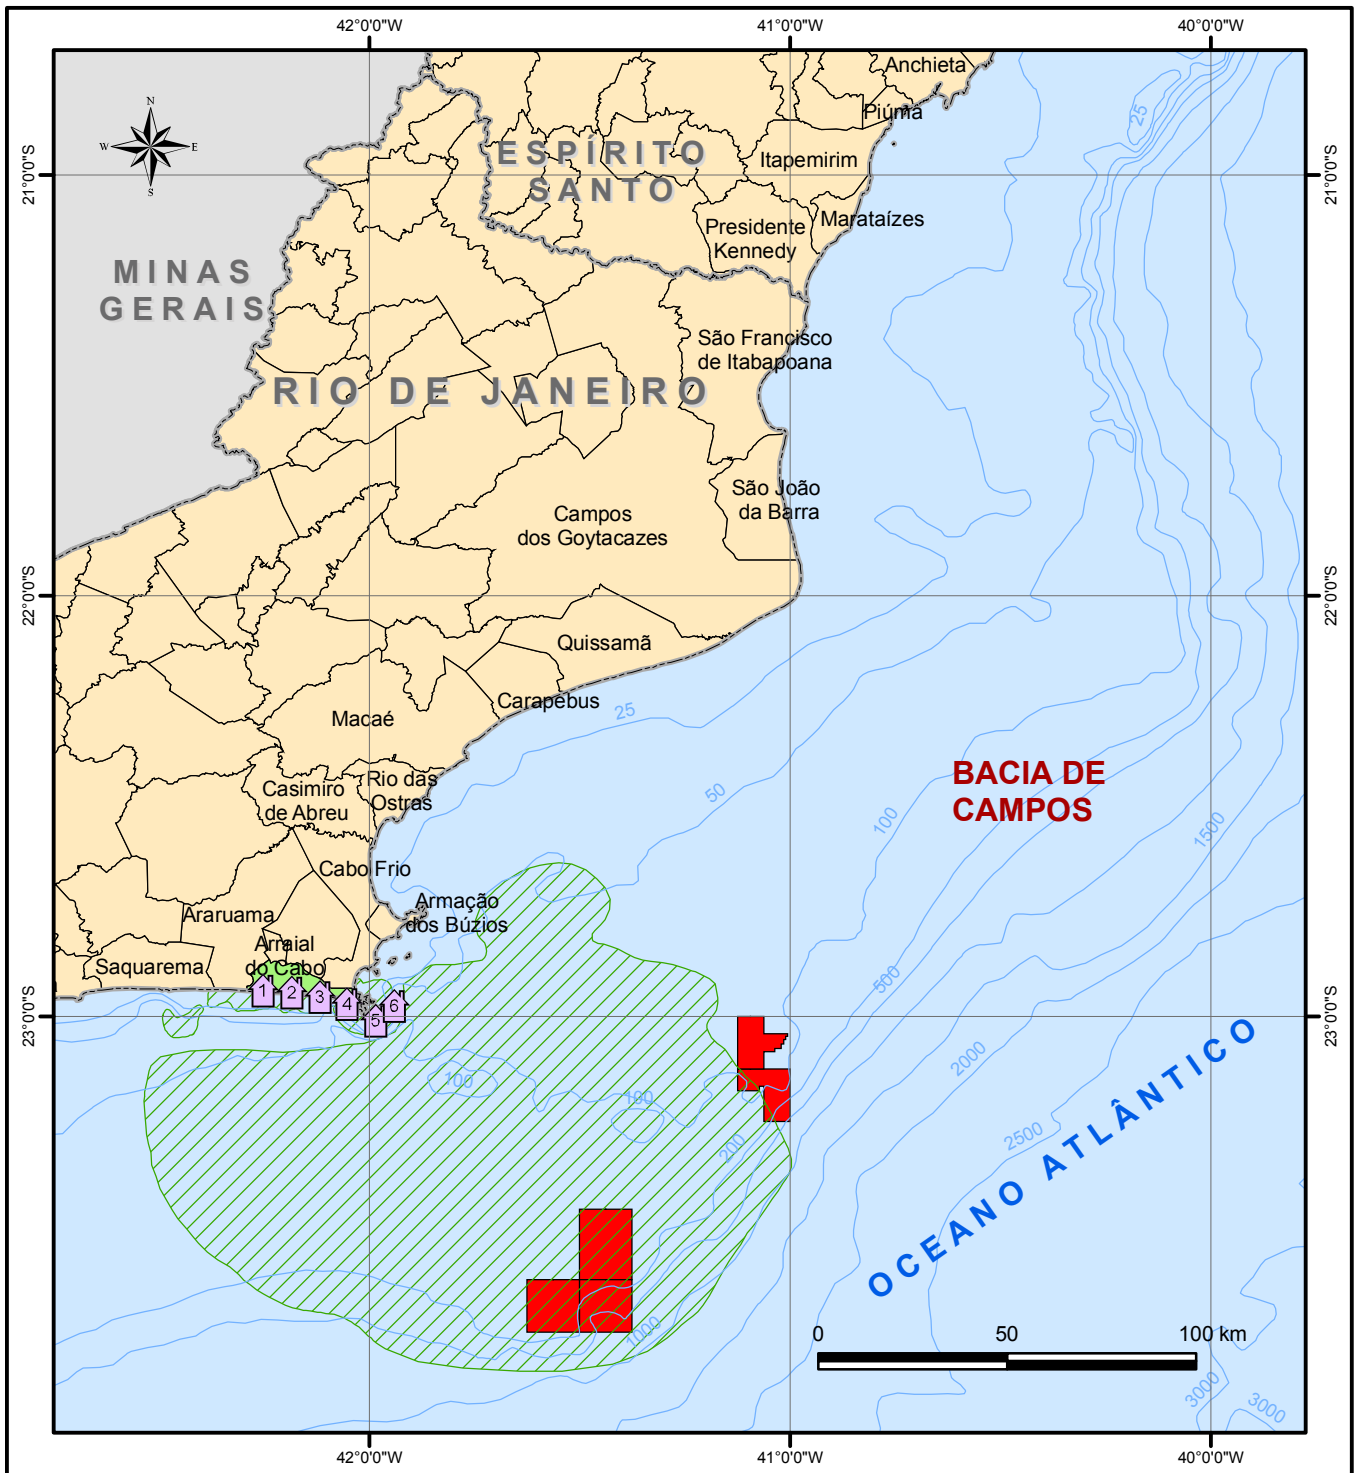 42°0'0"W
41°0'0"W
40°0'0"W
Anchieta
25
Piúma
N
W
E
S
ESPÍRITO
SANTO
Itapemirim
21°0'0"S
21°0'0"S
Presidente
Kennedy
Marataízes
MINAS
GERAIS
São Francisco
de Itabapoana
RIO DE JANEIRO
São João
da Barra
Campos
dos Goytacazes
22°0'0"S
22°0'0"S
Quissamã
Carapebus
25
Macaé
BACIA DE
CAMPOS
Rio das
Ostras
Casimiro
de Abreu
50
100
1500
Cabo Frio
Armação
dos Búzios
Araruama
Arraial
do Cabo
Saquarema
500
1
2
3
4
5
6
23°0'0"S
23°0'0"S
2000
100
100
200
2500
OCEANO ATLÂNTICO
1000
0
50
100 km
3000
3000
42°0'0"W
41°0'0"W
40°0'0"W